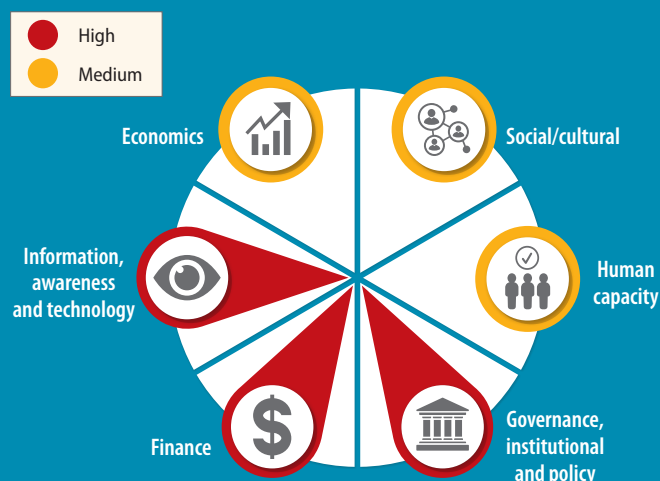 High
Medium
Economics
Social/cultural
Information,
awareness
and technology
Human
capacity
Finance
$
Governance,
institutional
and policy